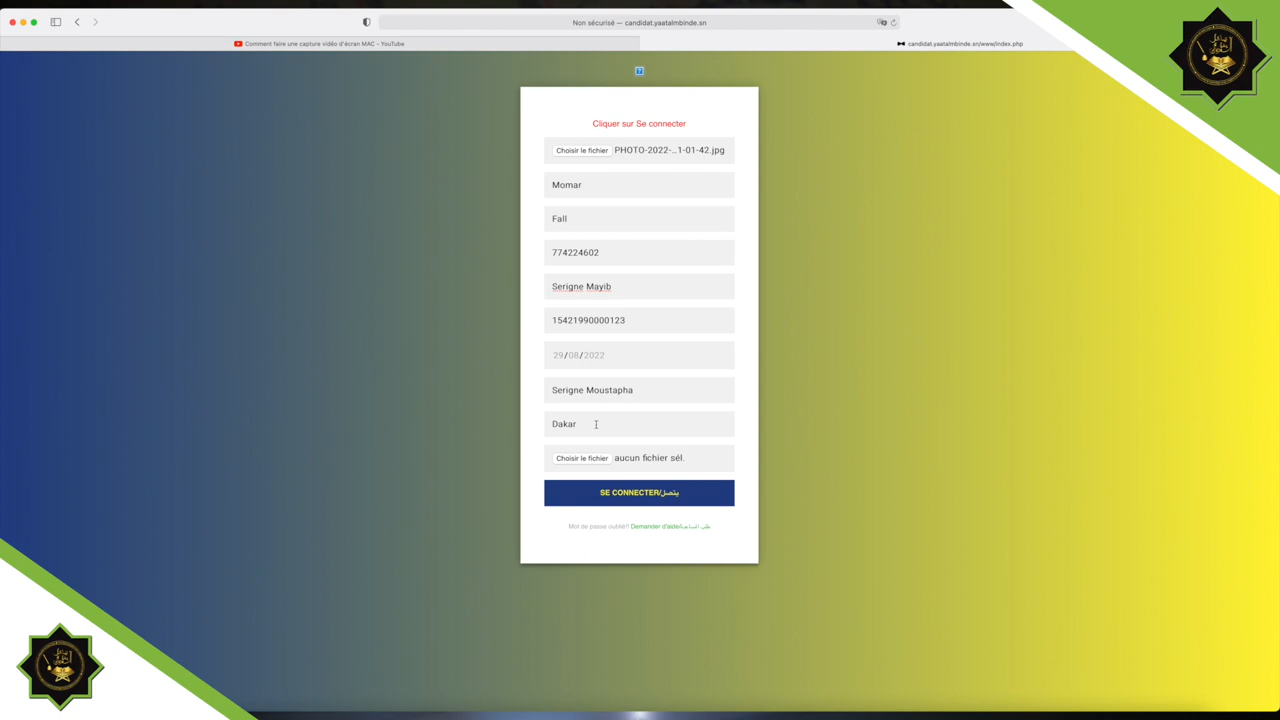 Non sécurisé — candidat.yaatalmbinde.sn
Comment faire une capture vidéo d'écran MAC - YouTube
candidat.yaatalmbinde.sn/www/index.php
Cliquer sur Se connecter
Choisir le fichier PHOTO-2022-...1-01-42.jpg
Momar
Fall
774224602
Serigne Mayib
15421990000123
29/08/2022
Serigne Moustapha
Dakar
Choisir le fichier aucun fichier sél.
SE CONNECTER/يتصل
Mot de passe oublié!! Demander d'aide/طلب المساعدة